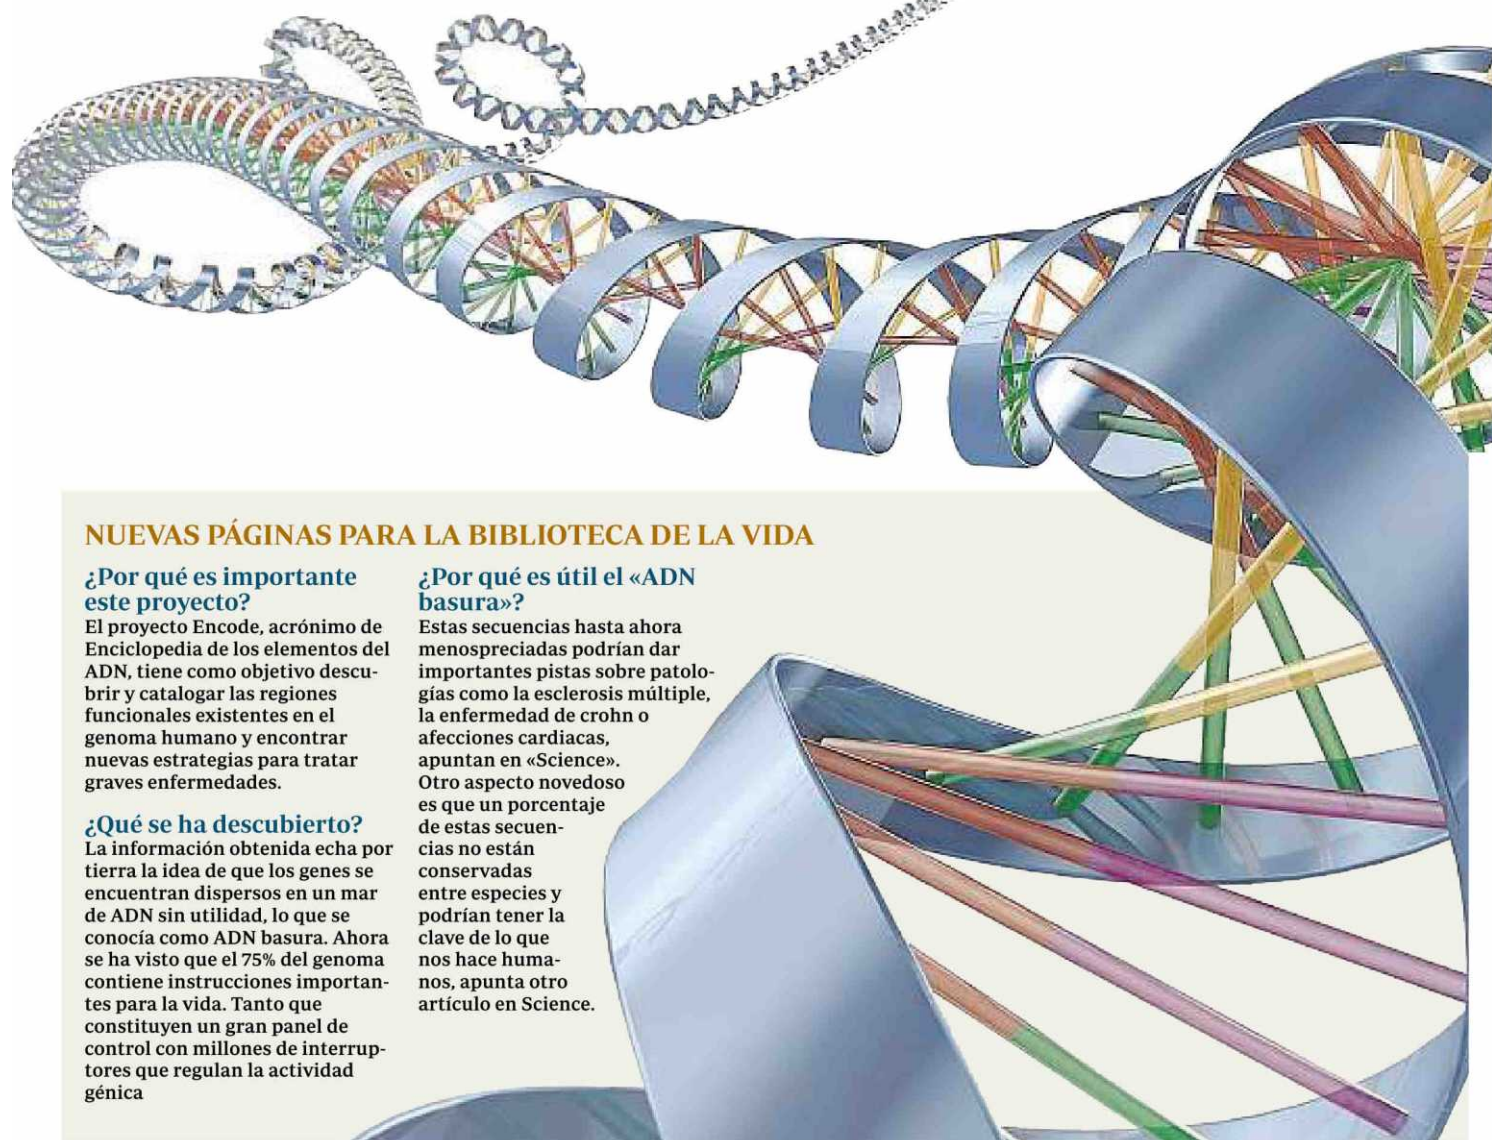 NUEVAS PÁGINAS PARA LA BIBLIOTECA DE LA VIDA
¿Por qué es importante
este proyecto?
El proyecto Encode, acrónimo de
Enciclopedia de los elementos del
ADN, tiene como objetivo descu-
brir y catalogar las regiones
funcionales existentes en el
genoma humano y encontrar
nuevas estrategias para tratar
graves enfermedades.
¿Qué se ha descubierto?
La información obtenida echa por
tierra la idea de que los genes se
encuentran dispersos en un mar
de ADN sin utilidad, lo que se
conocía como ADN basura. Ahora
se ha visto que el 75% del genoma
contiene instrucciones importan-
tes para la vida. Tanto que
constituyen un gran panel de
control con millones de interrup-
tores que regulan la actividad
génica
¿Por qué es útil el «ADN
basura»?
Estas secuencias hasta ahora
menospreciadas podrían dar
importantes pistas sobre patolo-
gías como la esclerosis múltiple,
la enfermedad de crohn o
afecciones cardiacas,
apuntan en «Science».
Otro aspecto novedoso
es que un porcentaje
de estas secuen-
cias no están
conservadas
entre especies y
podrían tener la
clave de lo que
nos hace huma-
nos, apunta otro
artículo en Science.